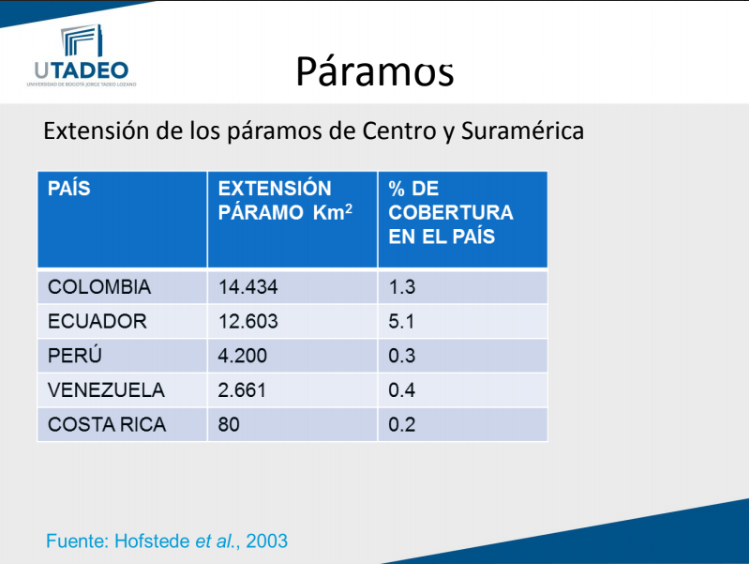 UTADEO
UNIVERSIDAD DE BOGOTÁ JORGE TADEO LOZANO
Páramos
Extensión de los páramos de Centro y Suramérica
PAÍS EXTENSIÓN PÁRAMO Km² % DE COBERTURA EN EL PAÍS
COLOMBIA 14.434 1.3
ECUADOR 12.603 5.1
PERÚ 4.200 0.3
VENEZUELA 2.661 0.4
COSTA RICA 80 0.2
Fuente: Hofstede et al., 2003